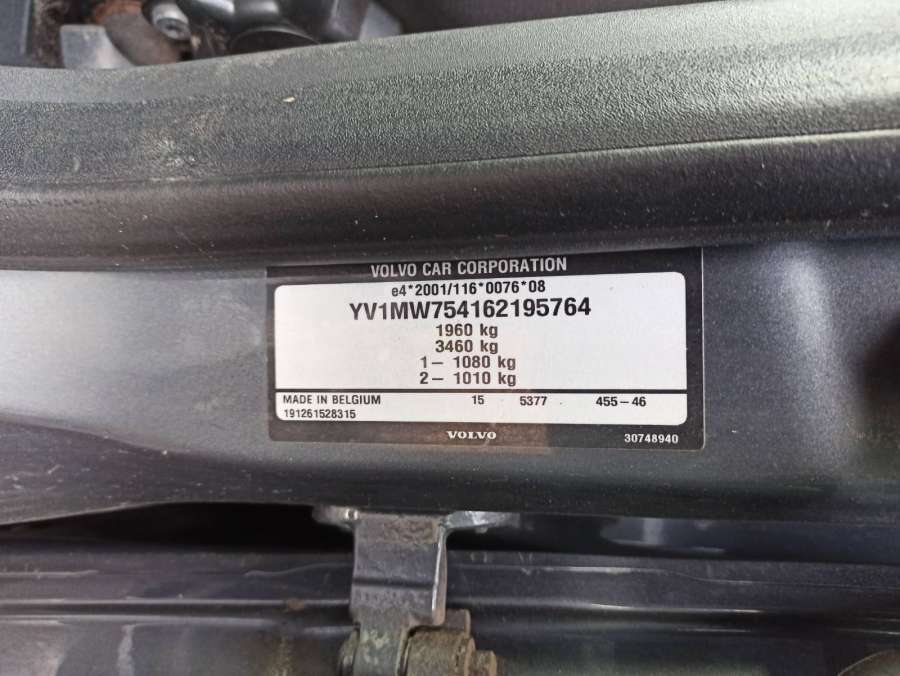 VOLVO CAR CORPORATION
e4*2001/116*0076*08
YV1MW754162195764
1960 kg
3460 kg
1- 1080 kg
2- 1010 kg
MADE IN BELGIUM 15 5377 455-46
191261528315
VOLVO 30748940